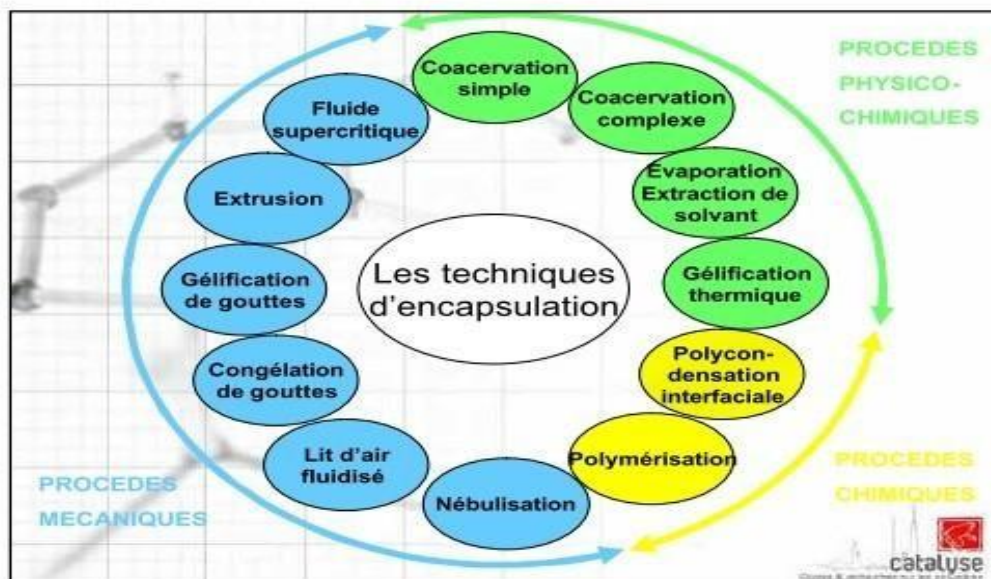 Les techniques
d'encapsulation
Coacervation
simple
Coacervation
complexe
Evaporation
Extraction de
solvant
Gélification
thermique
Polycon-
densation
interfaciale
Polymérisation
Nébulisation
Lit d'air
fluidisé
Congélation
de gouttes
Gélification
de gouttes
Extrusion
Fluide
supercritique
PROCEDES
PHYSICO-
CHIMIQUES
PROCEDES
CHIMIQUES
PROCEDES
MECANIQUES
catalyse